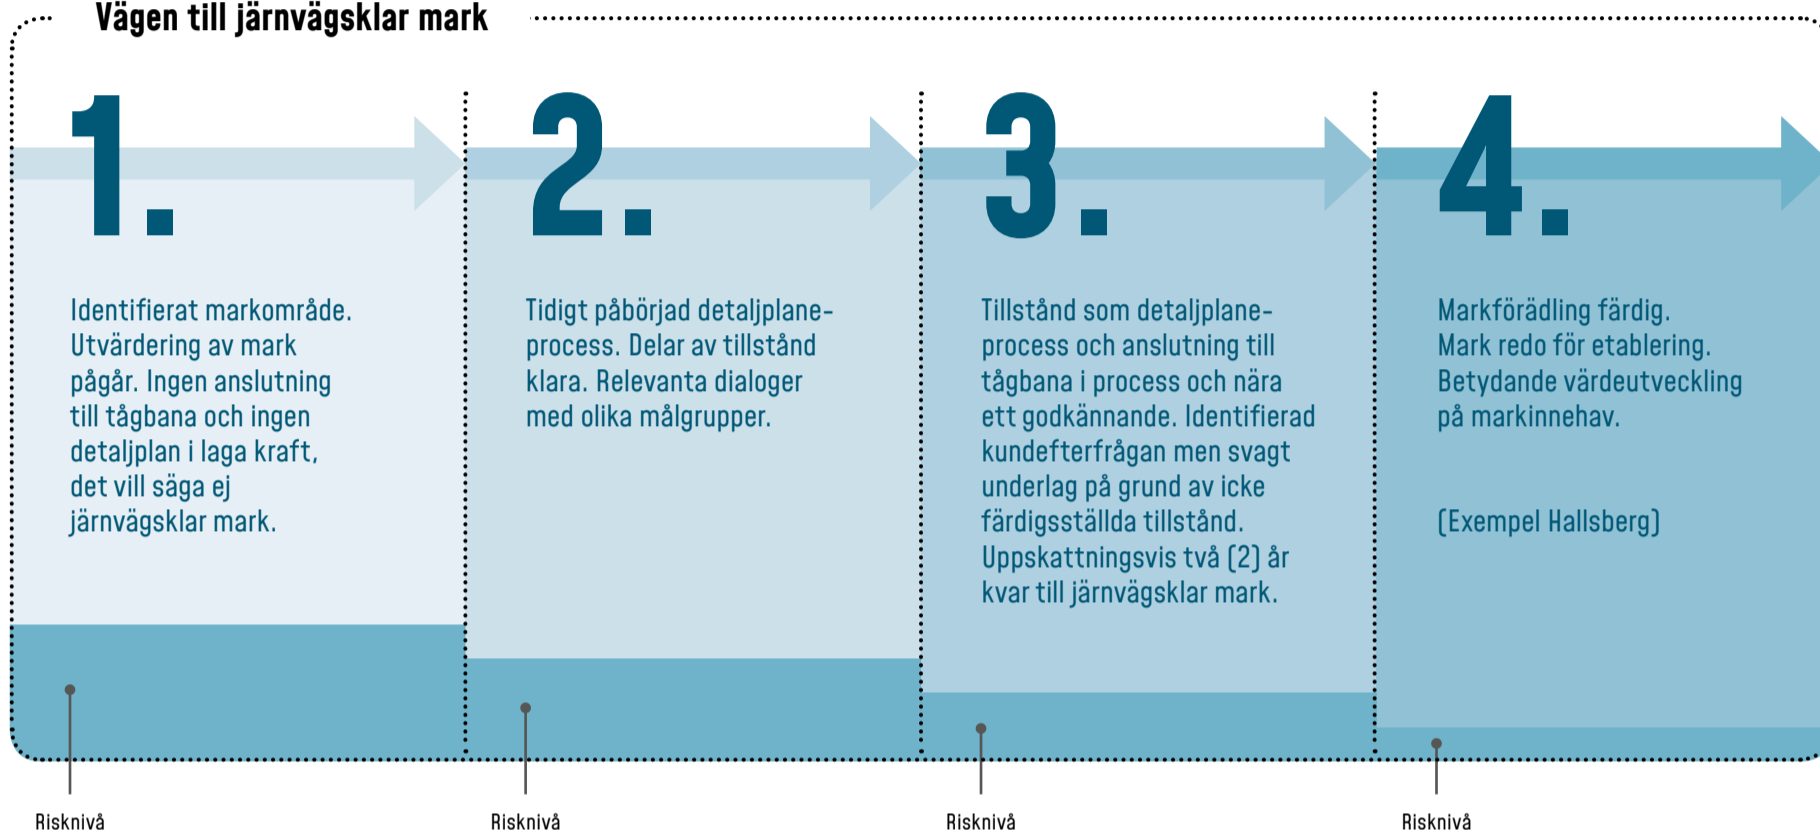 Vägen till järnvägsklar mark
1.
Identifierat markområde.
Utvärdering av mark
pågår. Ingen anslutning
till tågbana och ingen
detaljplan i laga kraft,
det vill säga ej
järnvägsklar mark.
Risknivå
2.
Tidigt påbörjad detaljplane-
process. Delar av tillstånd
klara. Relevanta dialoger
med olika målgrupper.
Risknivå
3.
Tillstånd som detaljplane-
process och anslutning till
tågbana i process och nära
ett godkännande. Identifierad
kundefterfrågan men svagt
underlag på grund av icke
färdigsställda tillstånd.
Uppskattningsvis två (2) år
kvar till järnvägsklar mark.
Risknivå
4.
Markförädling färdig.
Mark redo för etablering.
Betydande värdeutveckling
på markinnehav.
(Exempel Hallsberg)
Risknivå